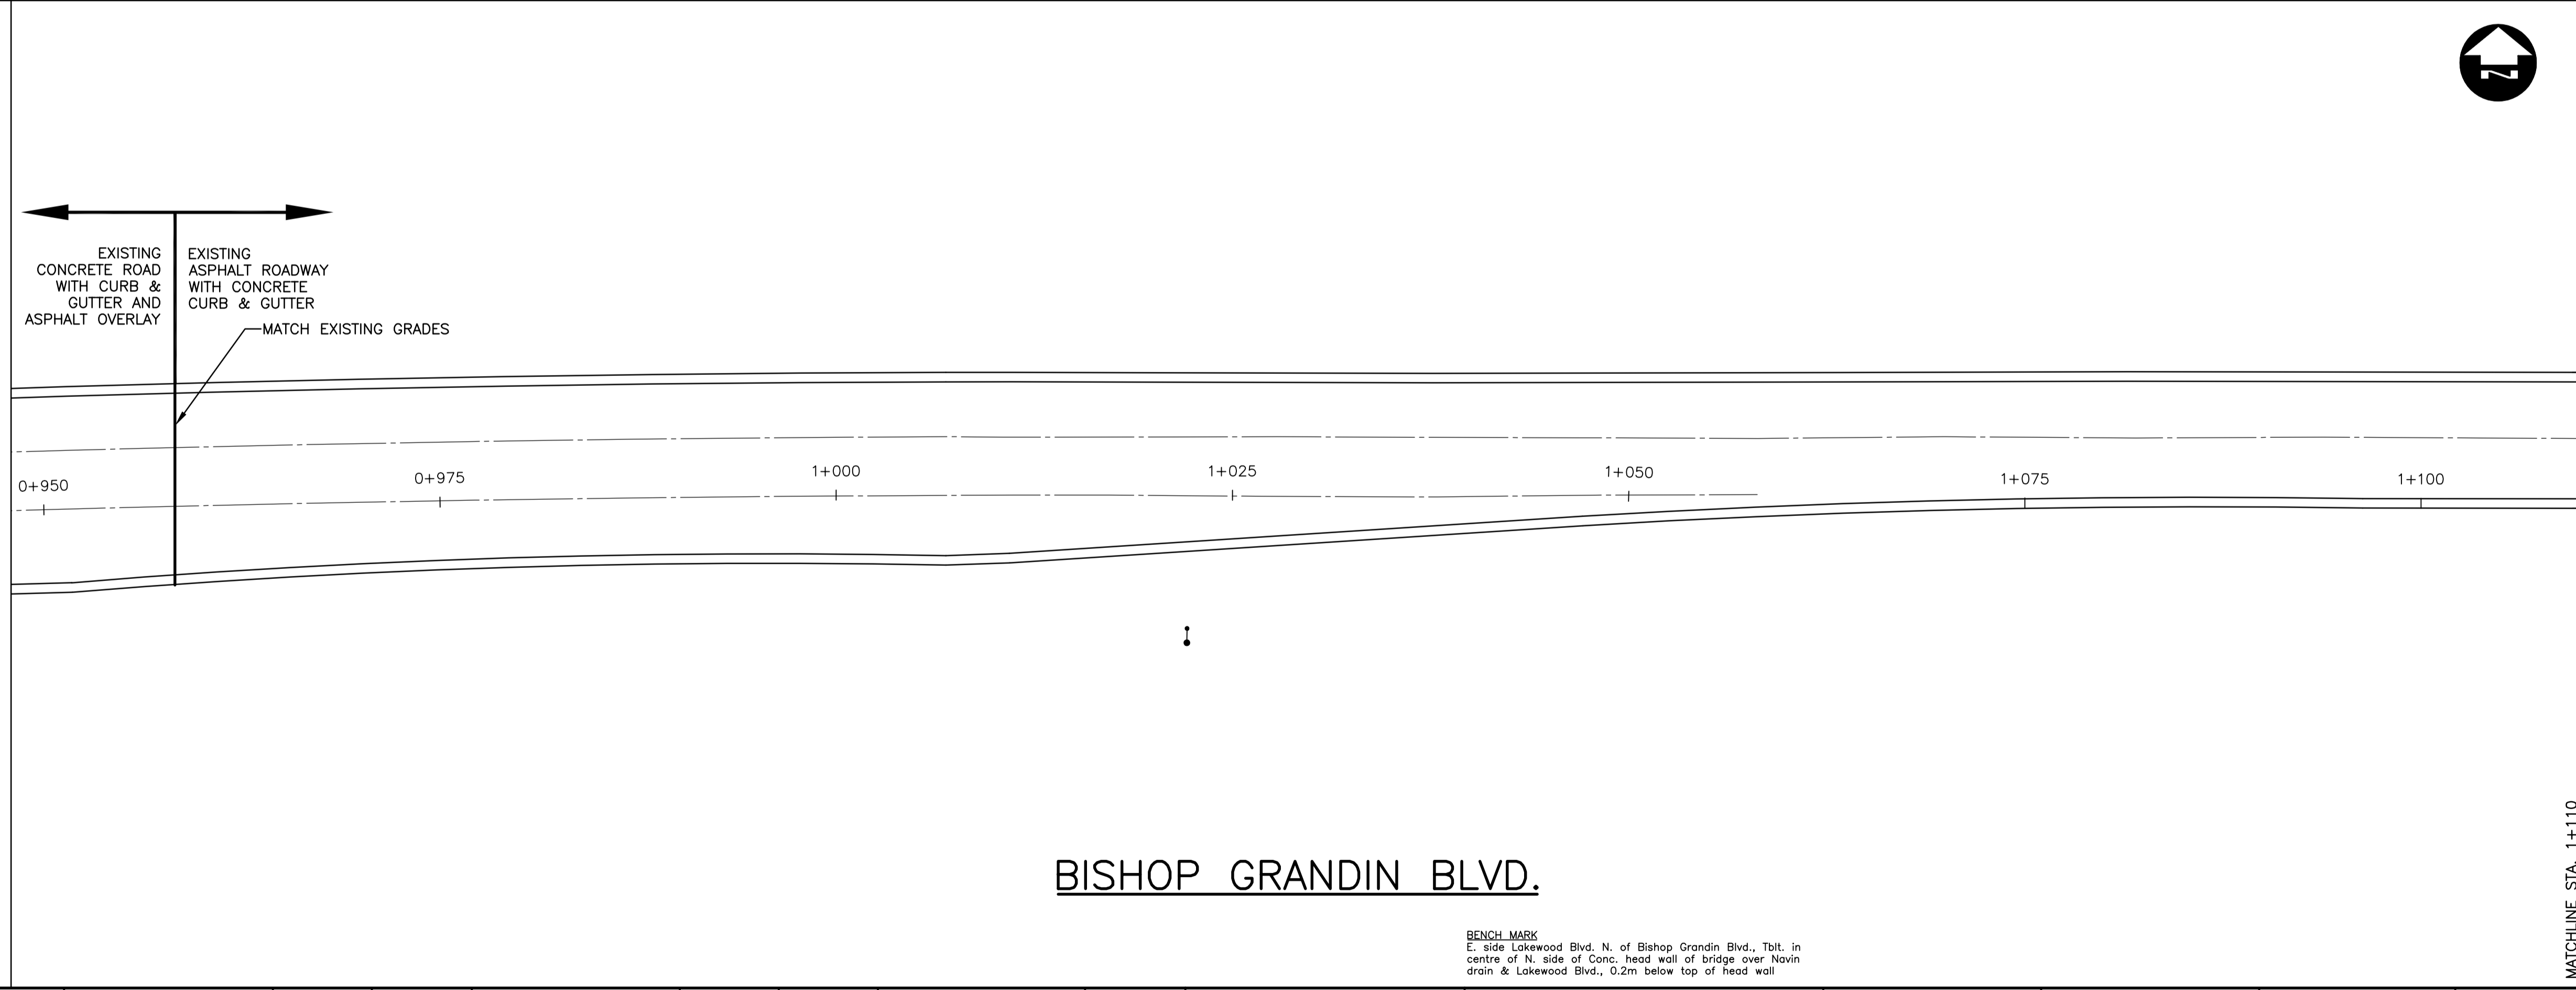 N
EXISTING
CONCRETE ROAD
WITH CURB &
GUTTER AND
ASPHALT OVERLAY
EXISTING
ASPHALT ROADWAY
WITH CONCRETE
CURB & GUTTER
MATCH EXISTING GRADES
0+950
0+975
1+000
1+025
1+050
1+075
1+100
BISHOP GRANDIN BLVD.
BENCH MARK
E. side Lakewood Blvd. N. of Bishop Grandin Blvd., Tblt. in
centre of N. side of Conc. head wall of bridge over Navin
drain & Lakewood Blvd., 0.2m below top of head wall
MATCHLINE STA. 1+110